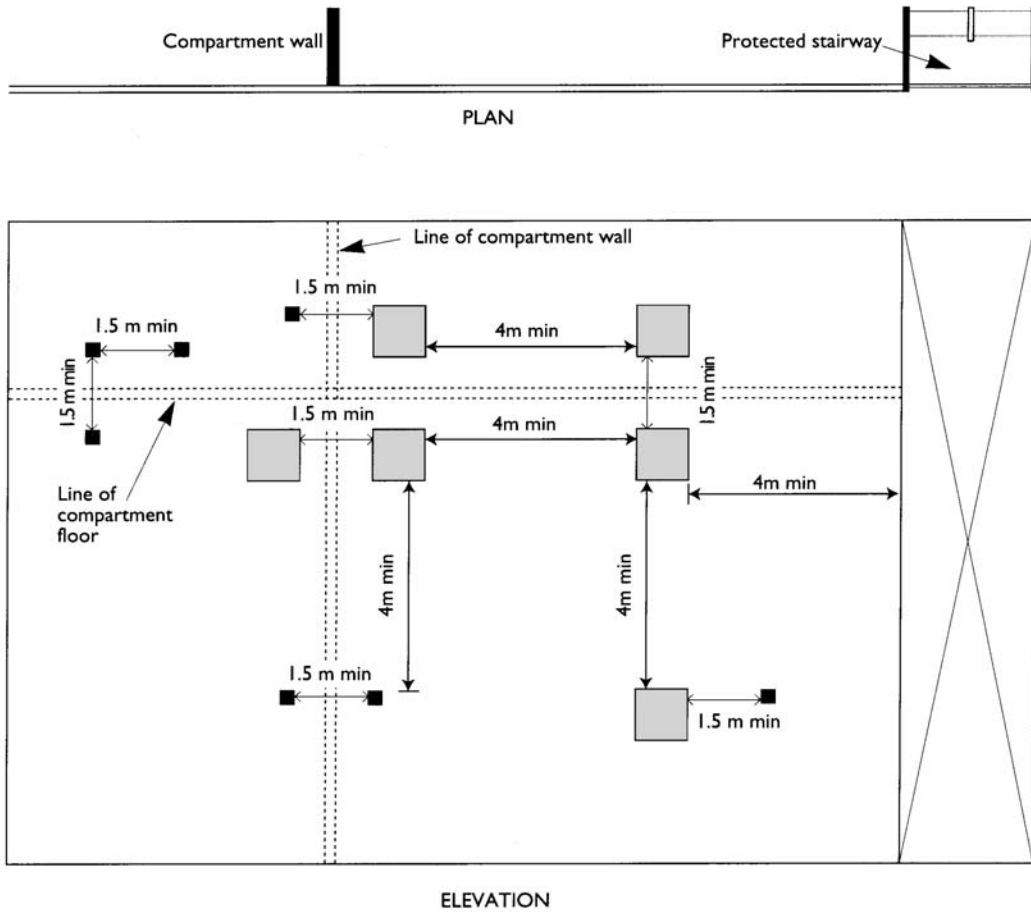 Compartment wall
Protected stairway
PLAN
Line of compartment wall
1.5 m min
1.5 m min
4m min
1.5 m min
1.5 m min
1.5 m min
4m min
4m min
Line of
compartment
floor
4m min
4m min
1.5 m min
1.5 m min
ELEVATION